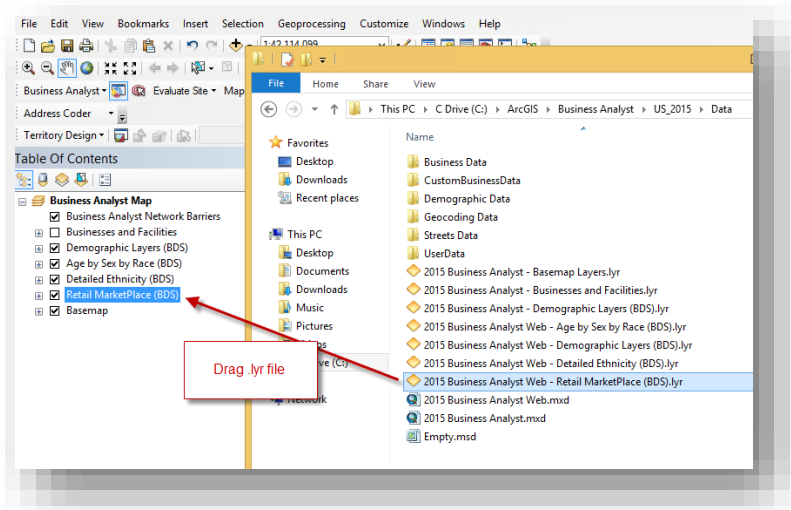 File Edit View Bookmarks Insert Selection Geoprocessing Customize Windows Help
1:42,114,099
Business Analyst Evaluate Site Map
Address Coder
Territory Design
Table Of Contents
Business Analyst Map
Business Analyst Network Barriers
Businesses and Facilities
Demographic Layers (BDS)
Age by Sex by Race (BDS)
Detailed Ethnicity (BDS)
Retail MarketPlace (BDS)
Basemap
File Home Share View
This PC C Drive (C:) ArcGIS Business Analyst US_2015 Data
Favorites
Desktop
Downloads
Recent places
This PC
Desktop
Documents
Downloads
Music
Pictures
(C:)
Network
Name
Business Data
CustomBusinessData
Demographic Data
Geocoding Data
Streets Data
UserData
2015 Business Analyst - Basemap Layers.lyr
2015 Business Analyst - Businesses and Facilities.lyr
2015 Business Analyst - Demographic Layers (BDS).lyr
2015 Business Analyst Web - Age by Sex by Race (BDS).lyr
2015 Business Analyst Web - Demographic Layers (BDS).lyr
2015 Business Analyst Web - Detailed Ethnicity (BDS).lyr
2015 Business Analyst Web - Retail MarketPlace (BDS).lyr
2015 Business Analyst Web.mxd
2015 Business Analyst.mxd
Empty.msd
Drag .lyr file